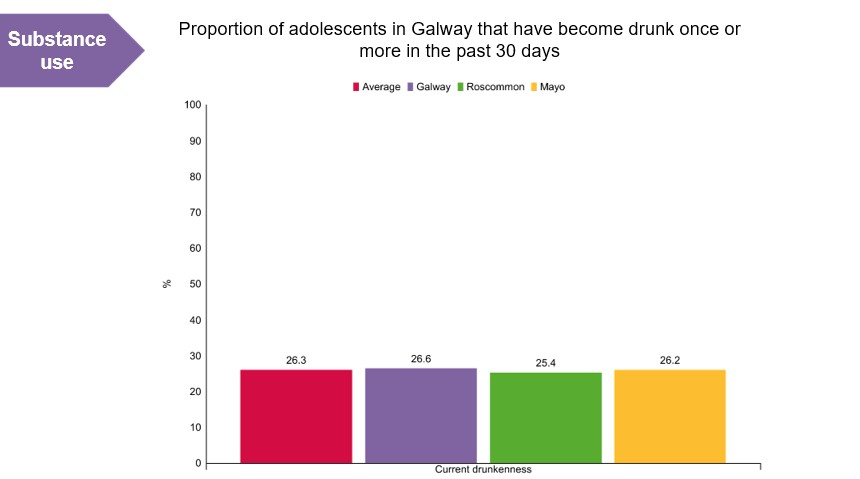 Substance
use
Proportion of adolescents in Galway that have become drunk once or
more in the past 30 days
Average Galway Roscommon Mayo
100
90
80
70
60
50
40
30
20
10
0
%
26.3 26.6 25.4 26.2
Current drunkenness